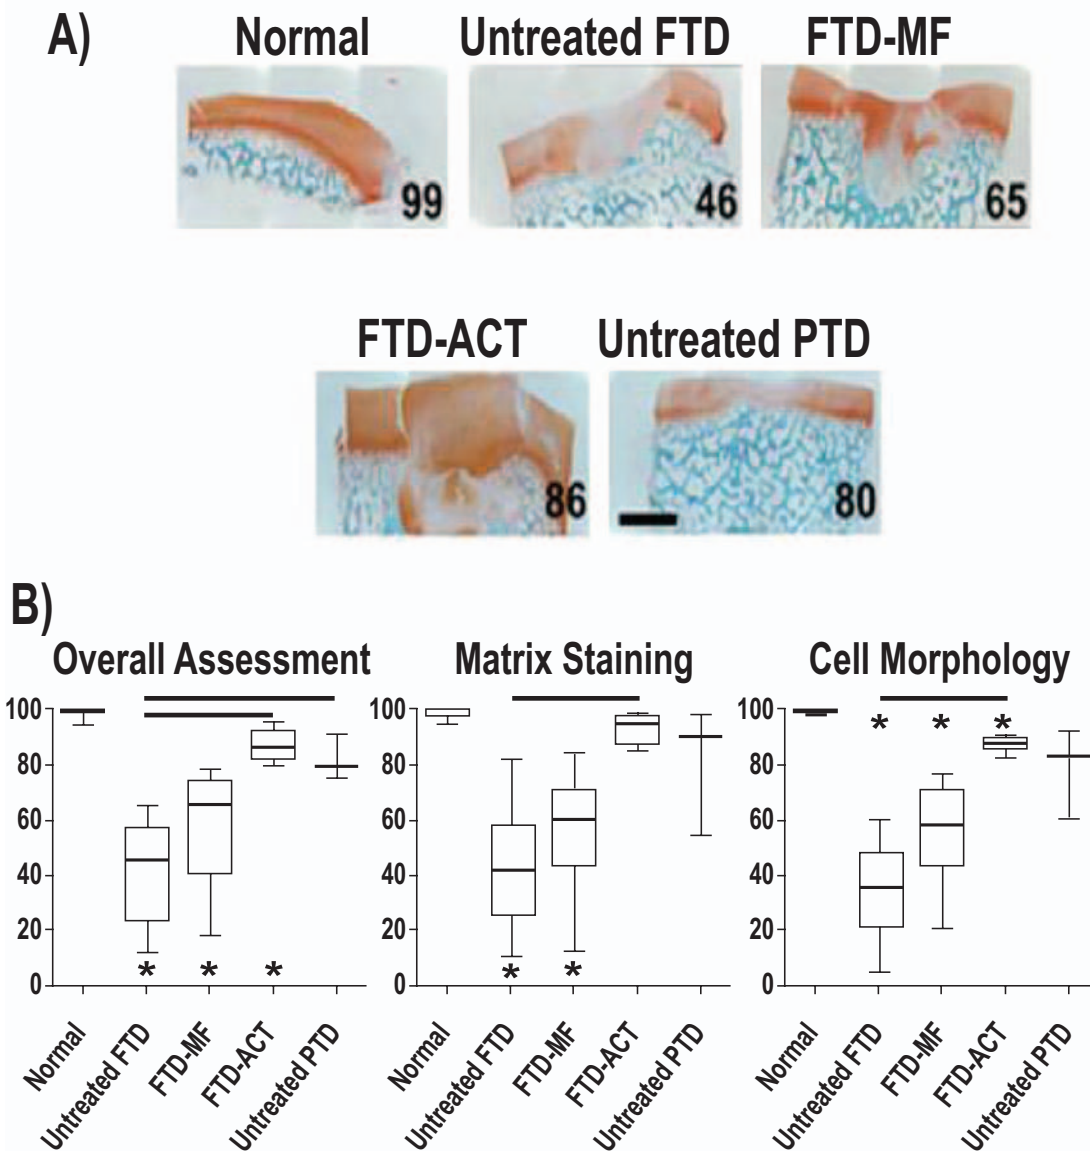 A)
Normal Untreated FTD FTD-MF
99 46 65
FTD-ACT Untreated PTD
86 80
B)
Overall Assessment Matrix Staining Cell Morphology
100 100 100
* * *
80 80 80
60 60 60
40 40 40
20 20 20
* * * * *
0 0 0
Normal Untreated FTD FTD-MF FTD-ACT Untreated PTD Normal Untreated FTD FTD-MF FTD-ACT Untreated PTD Normal Untreated FTD FTD-MF FTD-ACT Untreated PTD